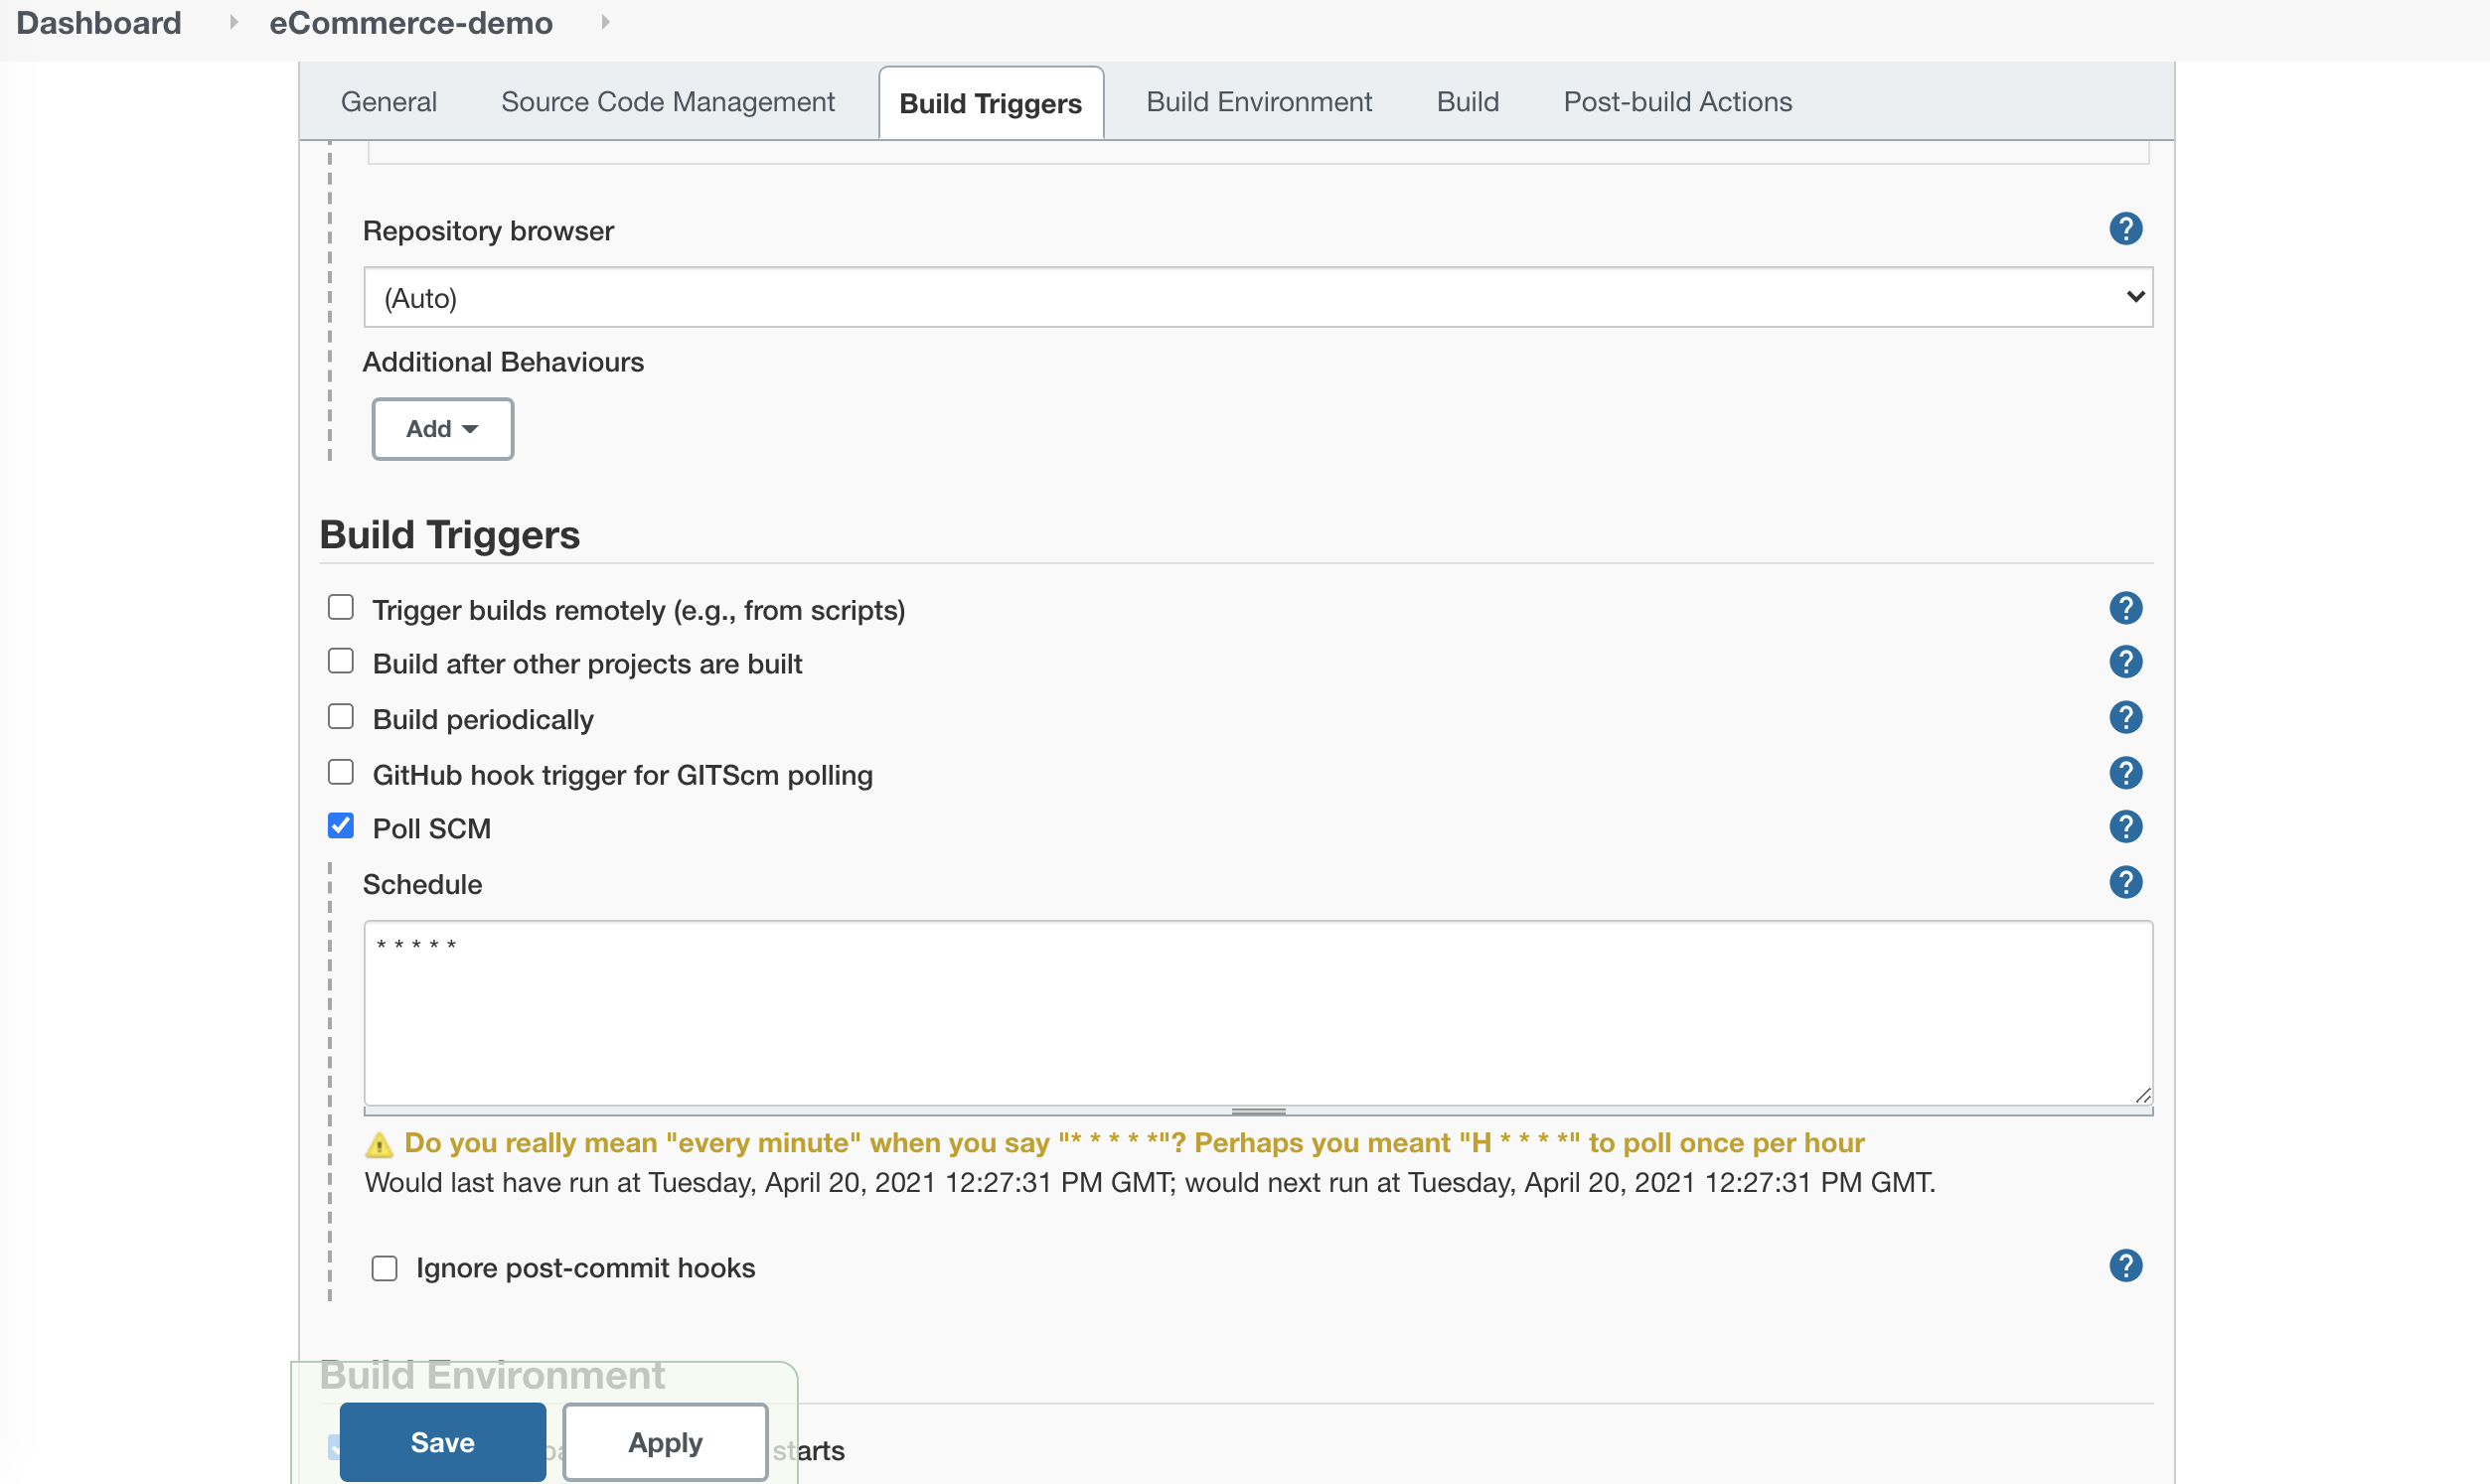 Dashboard eCommerce-demo
General Source Code Management Build Triggers Build Environment Build Post-build Actions
Repository browser
(Auto)
Additional Behaviours
Add
Build Triggers
Trigger builds remotely (e.g., from scripts)
Build after other projects are built
Build periodically
GitHub hook trigger for GITScm polling
Poll SCM
Schedule
* * * * *
Do you really mean "every minute" when you say "* * * * *"? Perhaps you meant "H * * * *" to poll once per hour
Would last have run at Tuesday, April 20, 2021 12:27:31 PM GMT; would next run at Tuesday, April 20, 2021 12:27:31 PM GMT.
Ignore post-commit hooks
Build Environment
Save Apply starts